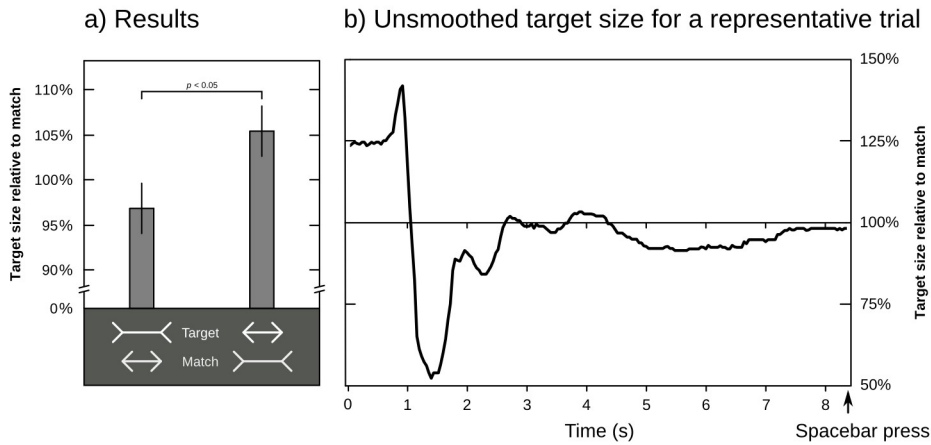 a) Results
b) Unsmoothed target size for a representative trial
Target size relative to match
110%
105%
100%
95%
90%
0%
p < 0.05
Target
Match
150%
125%
100%
75%
50%
Target size relative to match
0 1 2 3 4 5 6 7 8
Time (s)
Spacebar press